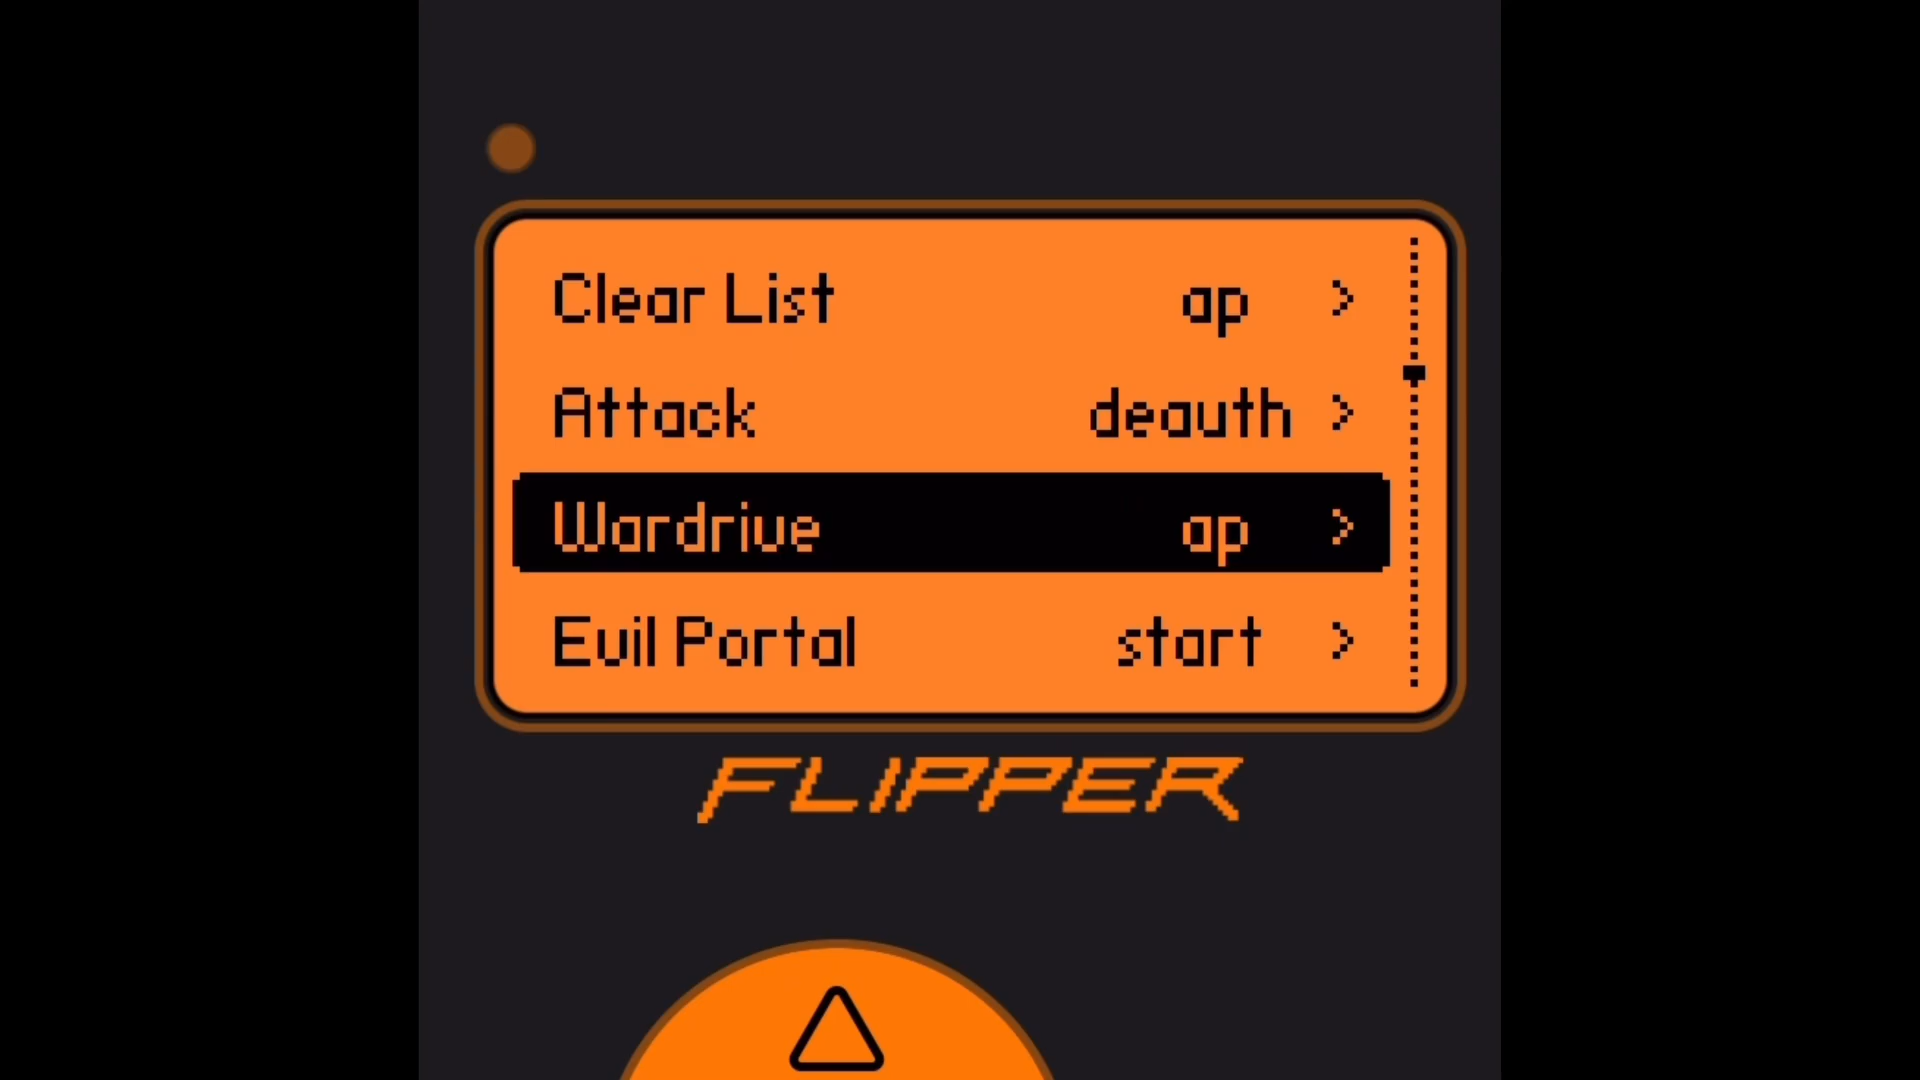 Clear List ap >
Attack deauth >
Wardrive ap >
Evil Portal start >
FLIPPER